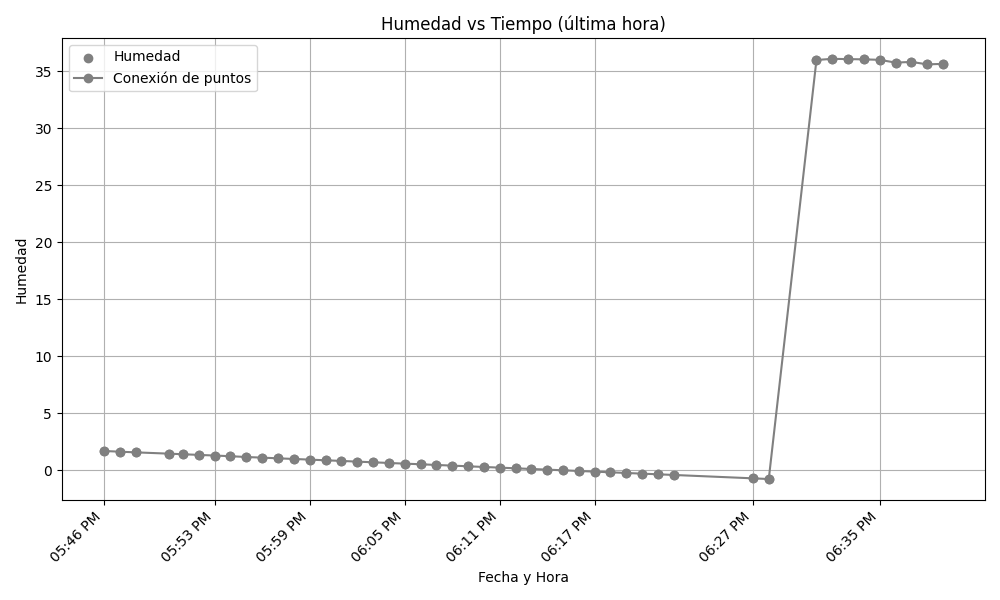 Humedad vs Tiempo (última hora)
Humedad
Conexión de puntos
35
30
25
20
15
10
5
0
Humedad
05:46 PM
05:53 PM
05:59 PM
06:05 PM
06:11 PM
06:17 PM
06:27 PM
06:35 PM
Fecha y Hora